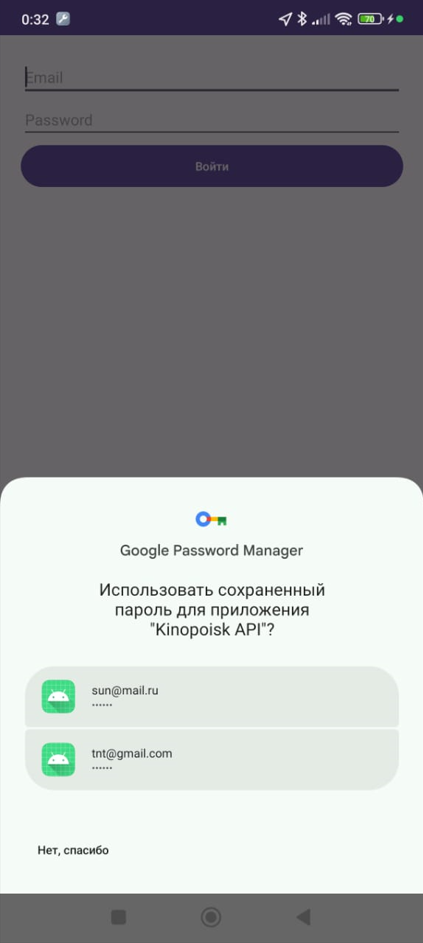 0:32
70
Email
Password
Войти
Google Password Manager
Использовать сохраненный
пароль для приложения
"Kinopoisk API"?
sun@mail.ru
••••••
tnt@gmail.com
••••••
Нет, спасибо